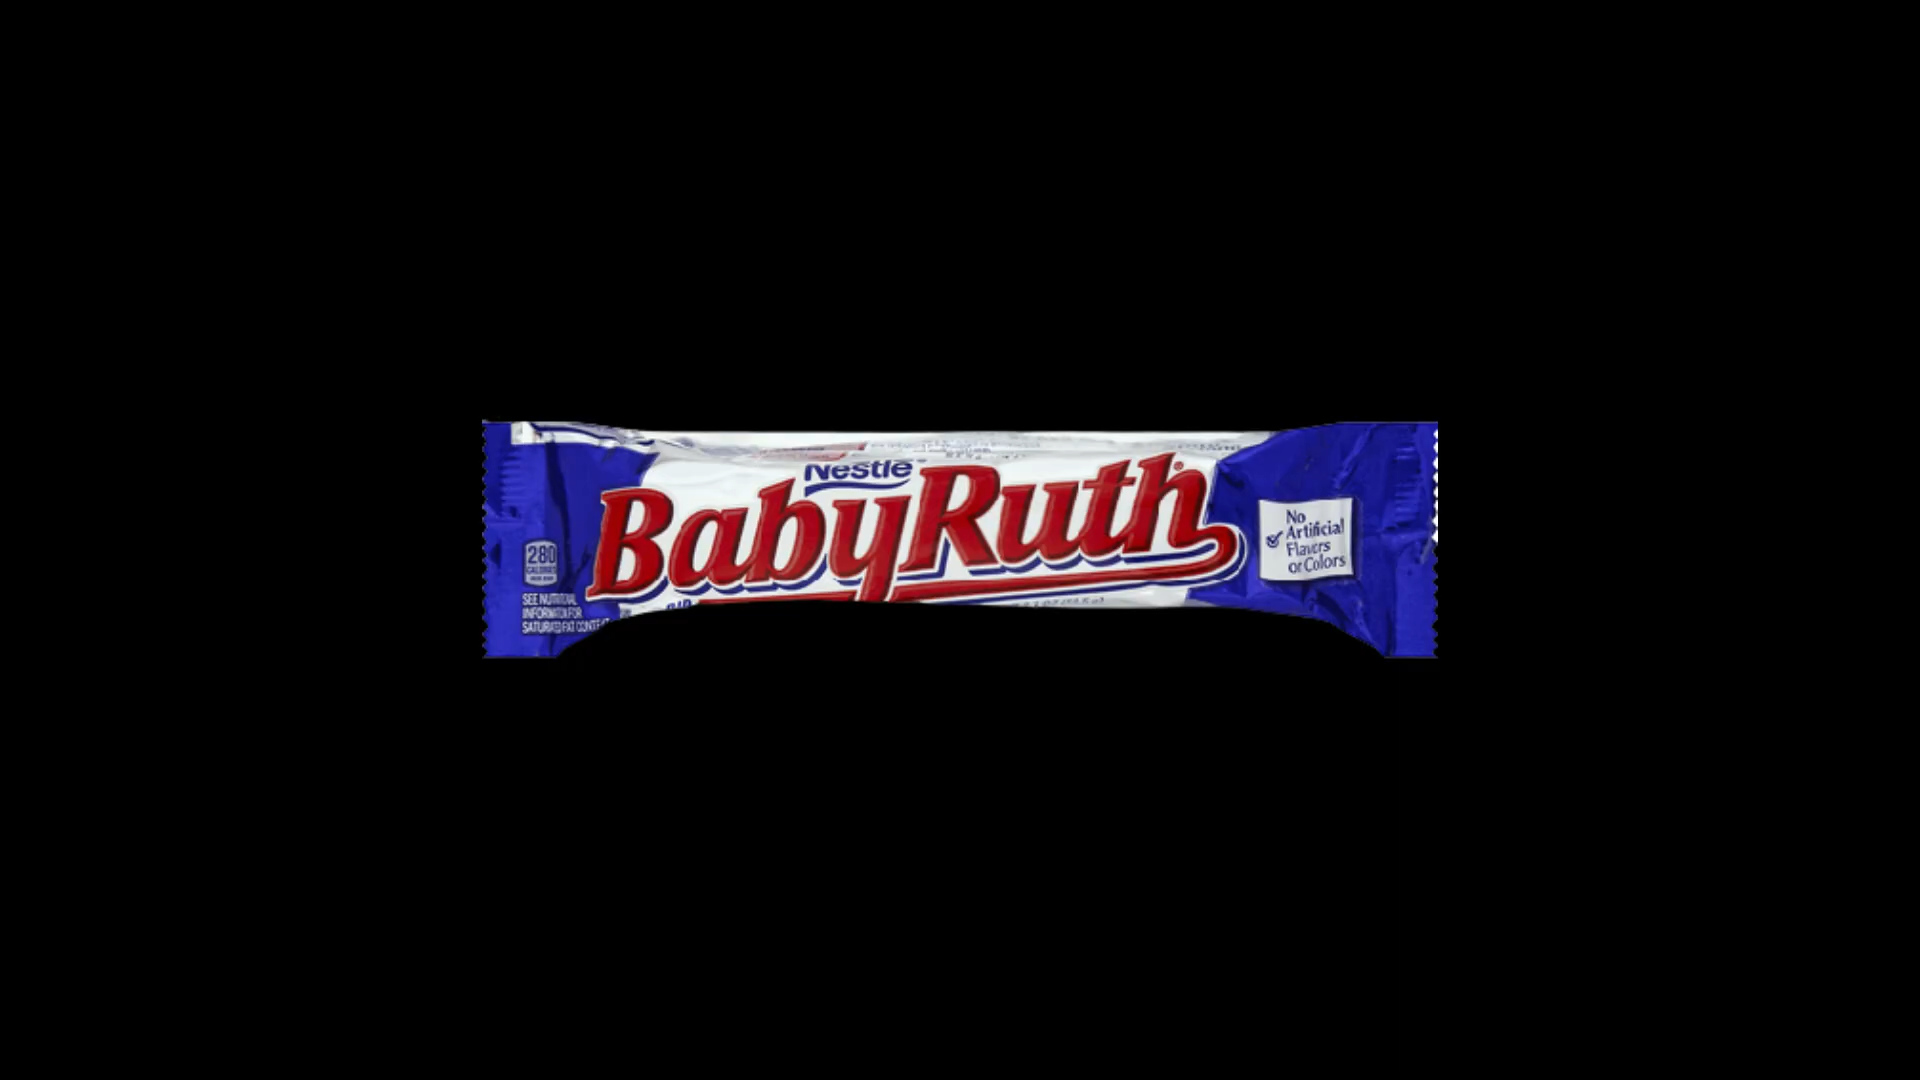 Nestle
BabyRuth
No
Artificial
Flavors
or Colors
280
CALORIES
SEE NUTRITIONAL
INFORMATION FOR
SATURATED FAT CONTENT